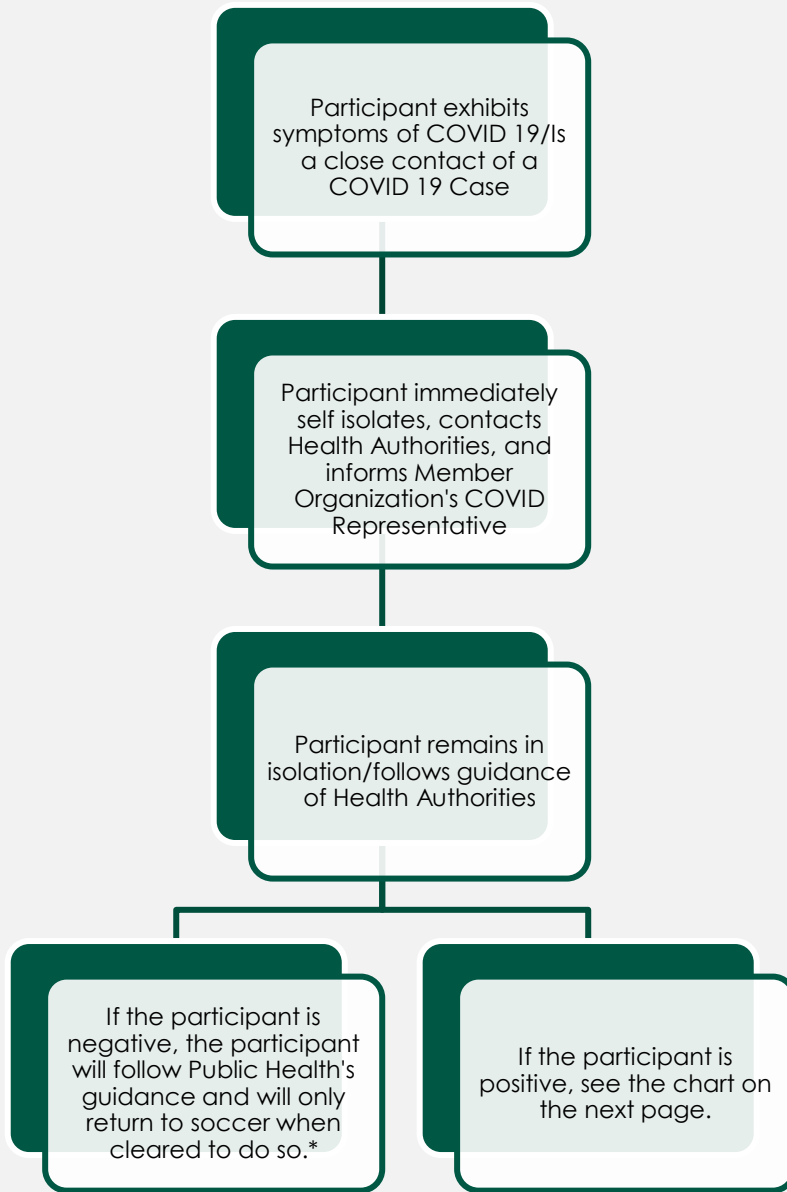 Participant exhibits
symptoms of COVID 19/Is
a close contact of a
COVID 19 Case
Participant immediately
self isolates, contacts
Health Authorities, and
informs Member
Organization's COVID
Representative
Participant remains in
isolation/follows guidance
of Health Authorities
If the participant is
negative, the participant
will follow Public Health's
guidance and will only
return to soccer when
cleared to do so.*
If the participant is
positive, see the chart on
the next page.